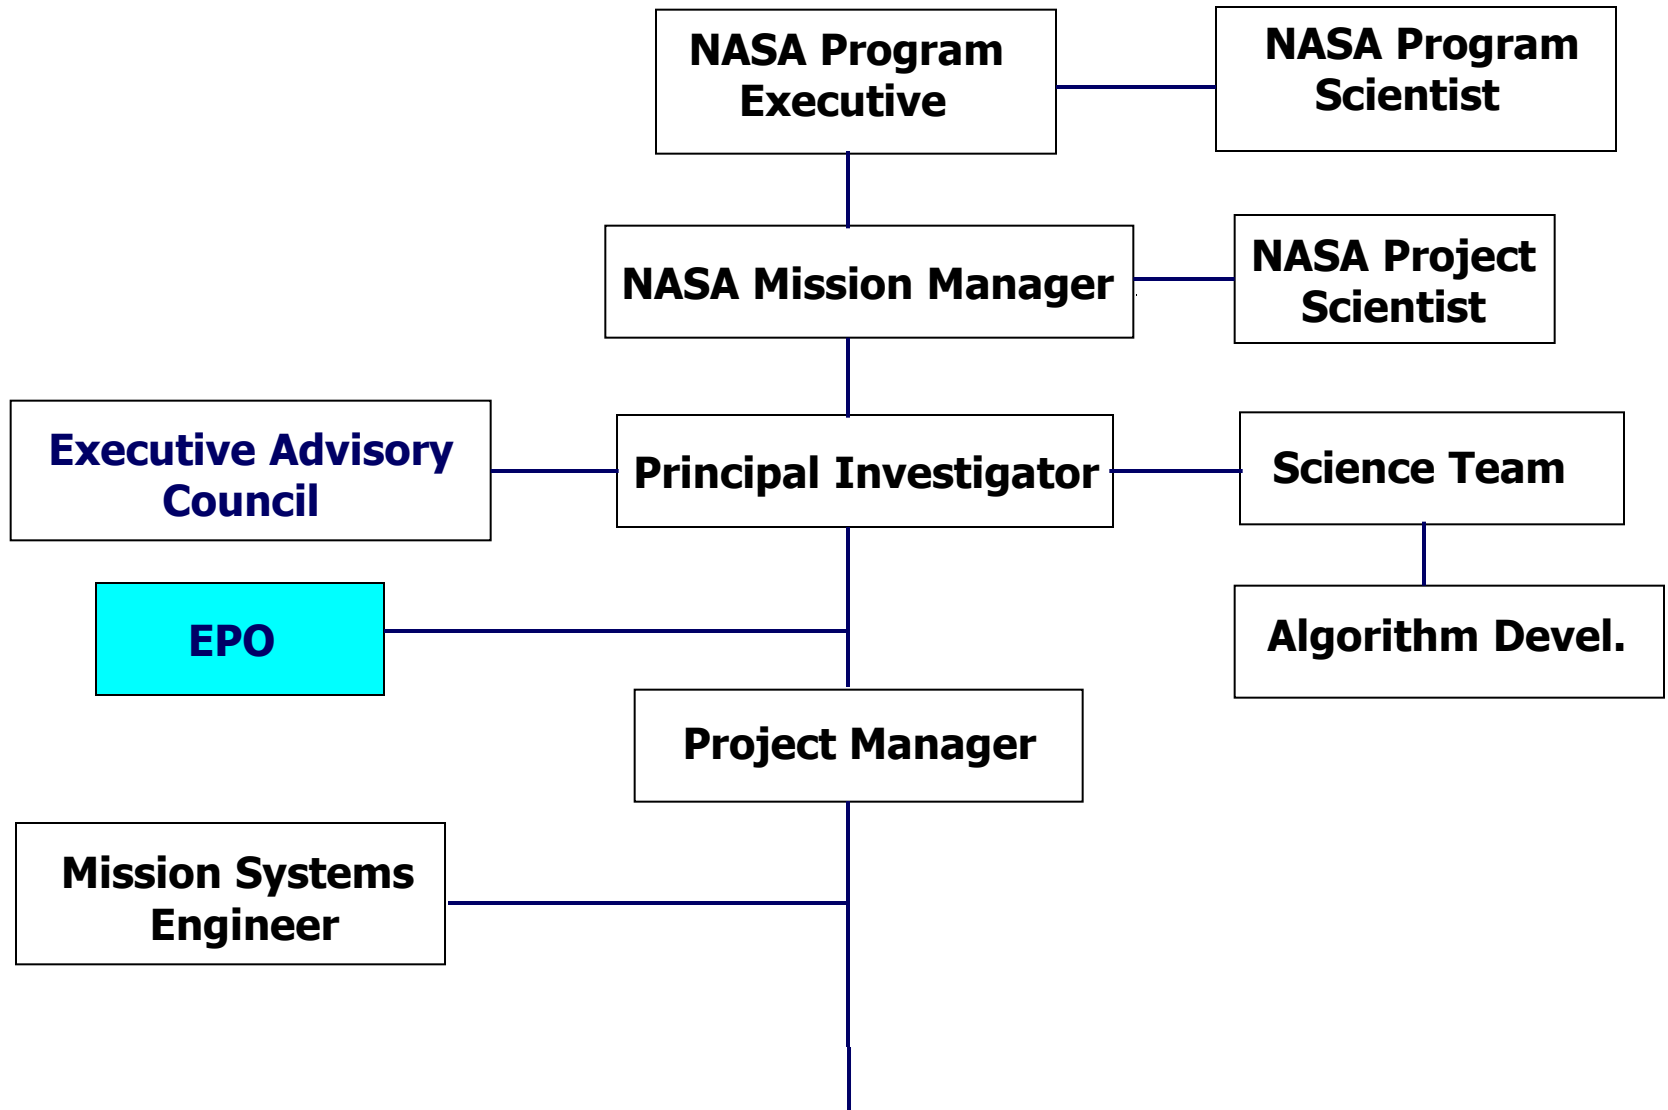 NASA Program
Executive
NASA Program
Scientist
NASA Mission Manager
NASA Project
Scientist
Executive Advisory
Council
Principal Investigator
Science Team
EPO
Algorithm Devel.
Project Manager
Mission Systems
Engineer